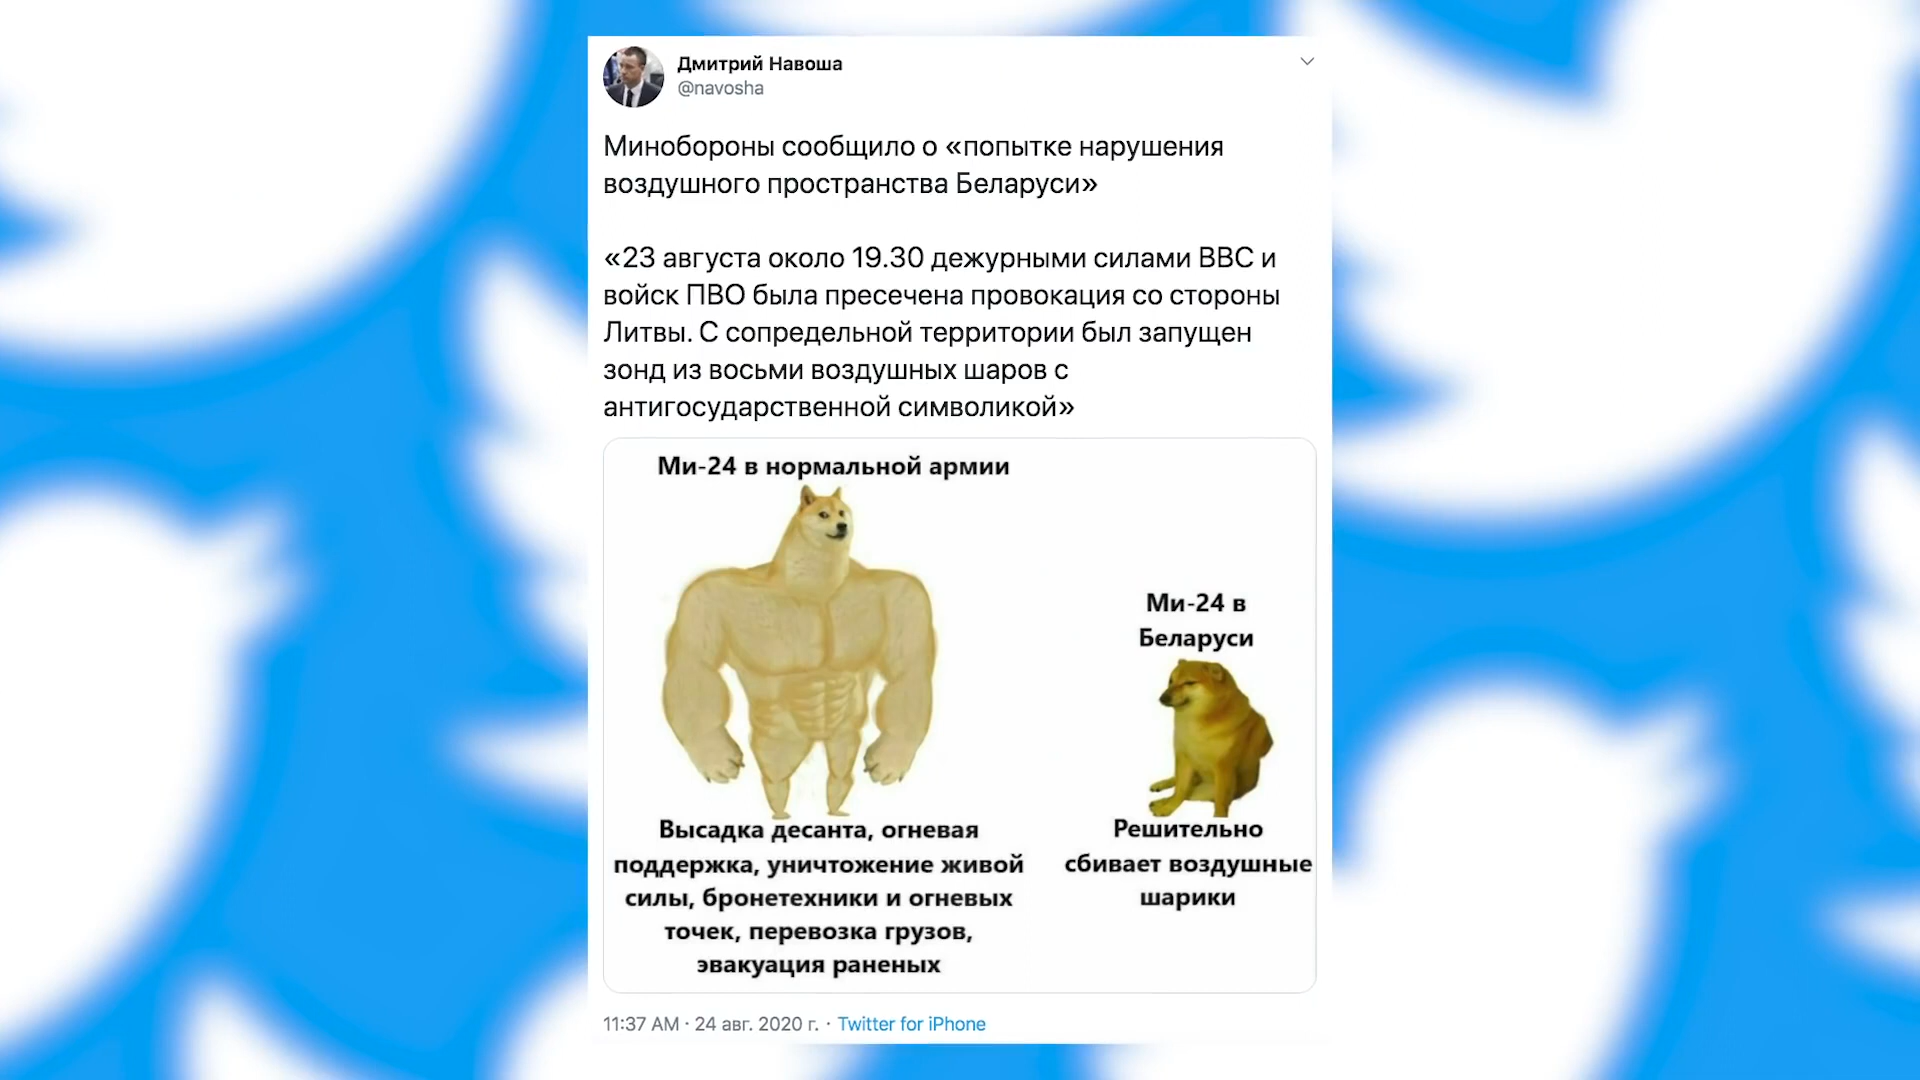 Дмитрий Навоша
@navosha
Минобороны сообщило о «попытке нарушения
воздушного пространства Беларуси»
«23 августа около 19.30 дежурными силами ВВС и
войск ПВО была пресечена провокация со стороны
Литвы. С сопредельной территории был запущен
зонд из восьми воздушных шаров с
антигосударственной символикой»
Ми-24 в нормальной армии
Высадка десанта, огневая
поддержка, уничтожение живой
силы, бронетехники и огневых
точек, перевозка грузов,
эвакуация раненых
Ми-24 в
Беларуси
Решительно
сбивает воздушные
шарики
11:37 AM · 24 авг. 2020 г. · Twitter for iPhone